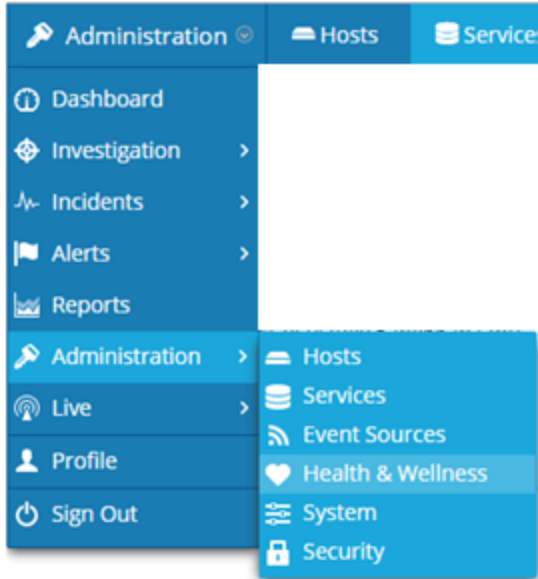 Administration Hosts Services
Dashboard
Investigation
Incidents
Alerts
Reports
Administration
Live
Profile
Sign Out
Hosts
Services
Event Sources
Health & Wellness
System
Security